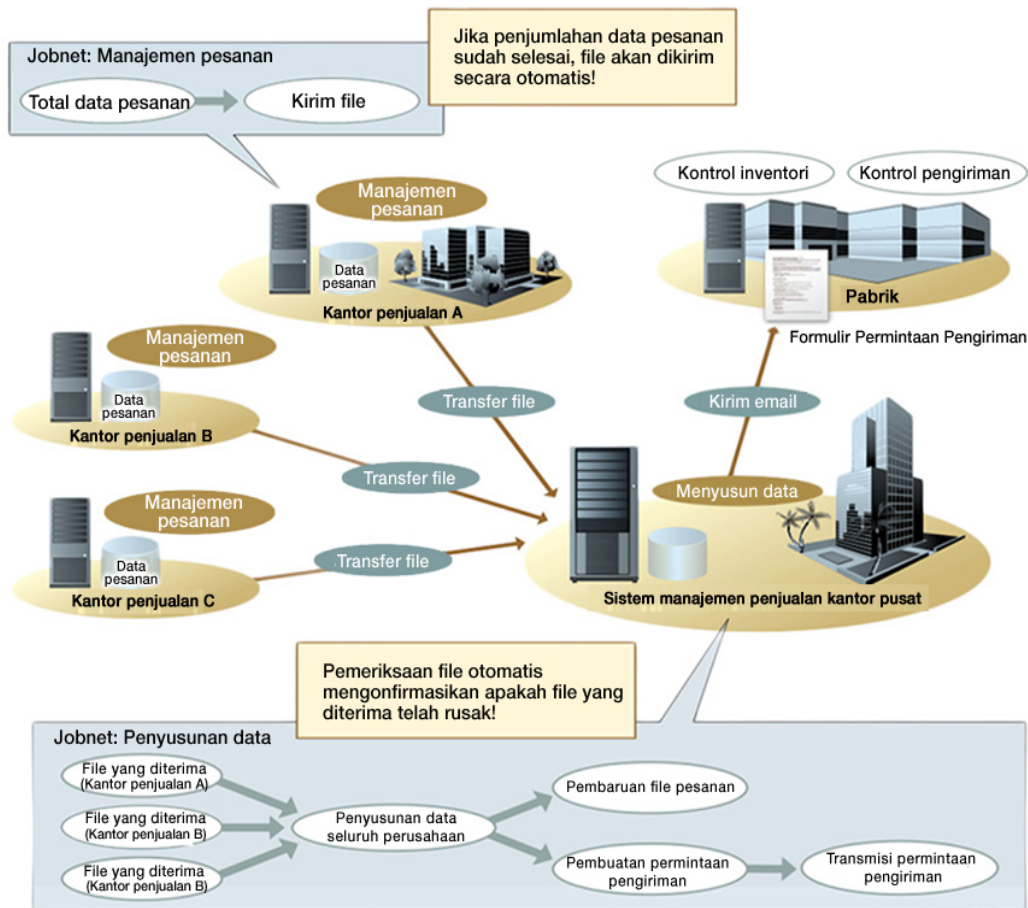 Jobnet: Manajemen pesanan
Total data pesanan
Kirim file
Jika penjumlahan data pesanan
sudah selesai, file akan dikirim
secara otomatis!
Manajemen
pesanan
Data
pesanan
Kantor penjualan A
Kontrol inventori
Kontrol pengiriman
Pabrik
Formulir Permintaan Pengiriman
Manajemen
pesanan
Data
pesanan
Kantor penjualan B
Transfer file
Kirim email
Transfer file
Manajemen
pesanan
Data
pesanan
Kantor penjualan C
Transfer file
Menyusun data
Sistem manajemen penjualan kantor pusat
Pemeriksaan file otomatis
mengonfirmasikan apakah file yang
diterima telah rusak!
Jobnet: Penyusunan data
File yang diterima
(Kantor penjualan A)
File yang diterima
(Kantor penjualan B)
File yang diterima
(Kantor penjualan B)
Penyusunan data
seluruh perusahaan
Pembaruan file pesanan
Pembuatan permintaan
pengiriman
Transmisi permintaan
pengiriman